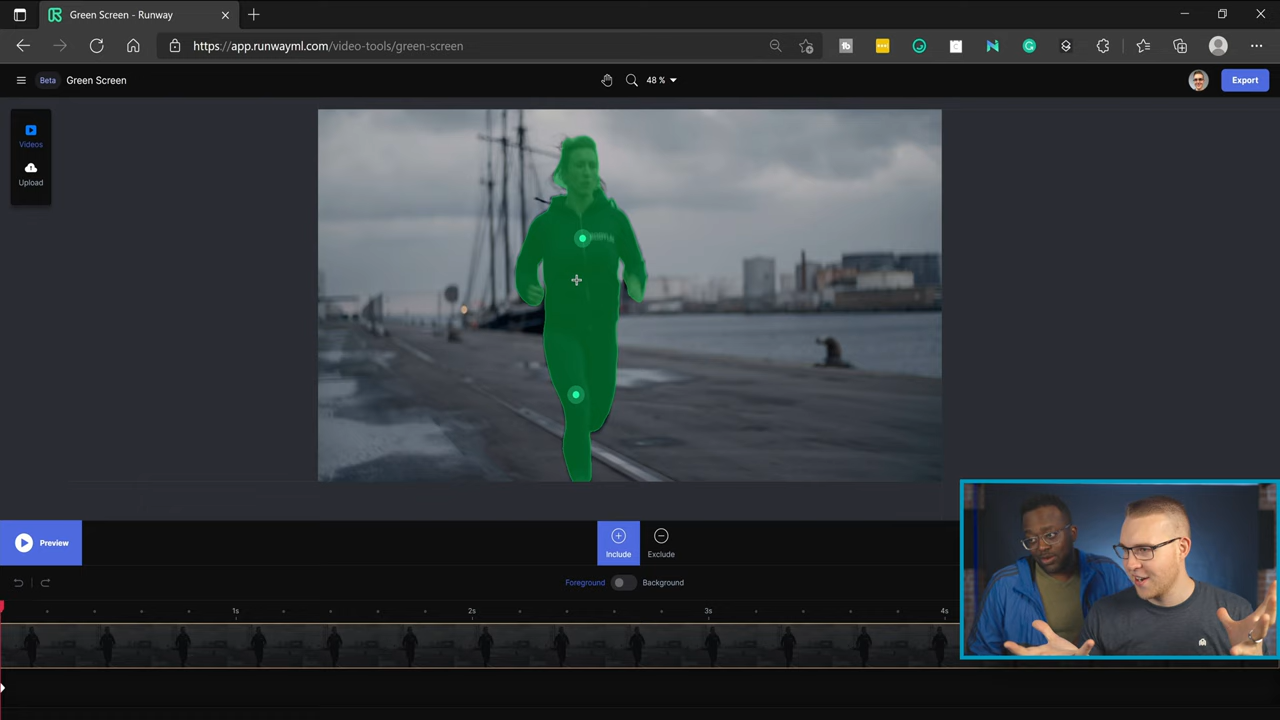 Green Screen - Runway
https://app.runwayml.com/video-tools/green-screen
Beta
Green Screen
48 %
Export
Videos
Upload
Preview
Include
Exclude
Foreground
Background
1s
2s
3s
4s